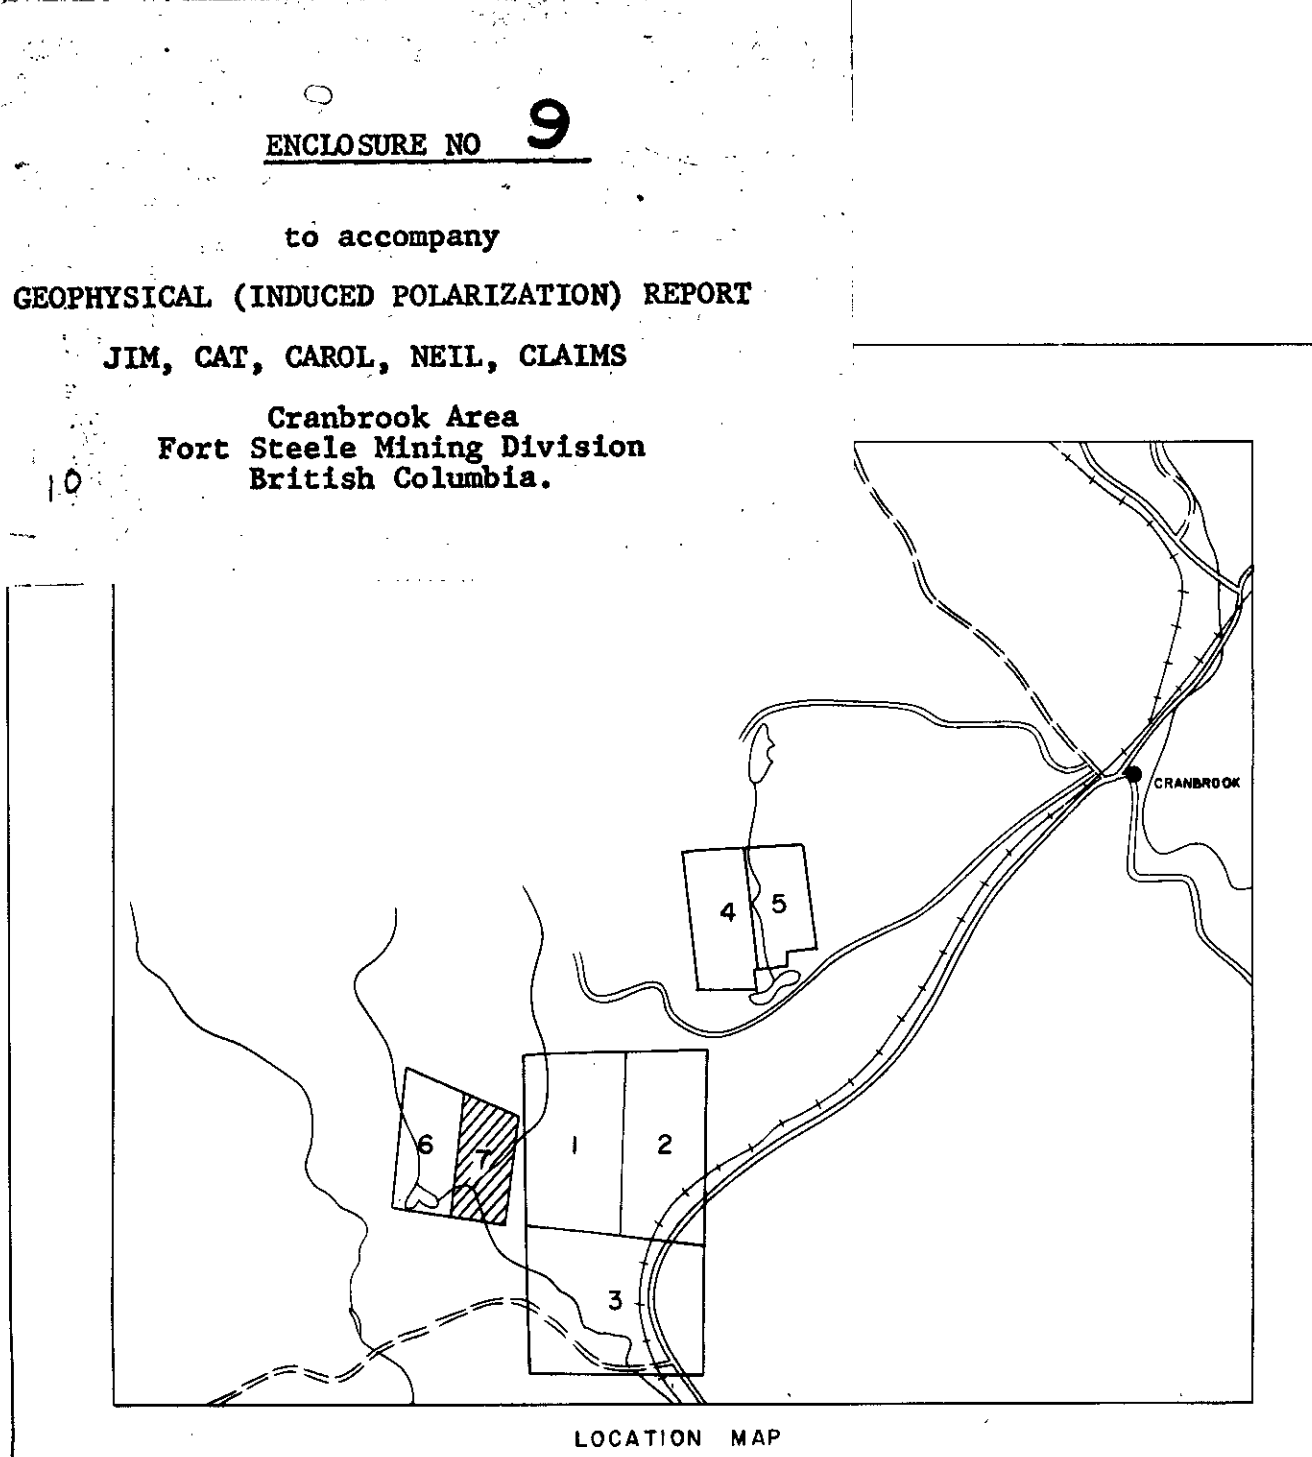 ENCLOSURE NO 9
to accompany
GEOPHYSICAL (INDUCED POLARIZATION) REPORT
JIM, CAT, CAROL, NEIL, CLAIMS
Cranbrook Area
Fort Steele Mining Division
British Columbia.
10
CRANBROOK
4 5
6 7 1 2
3
LOCATION MAP